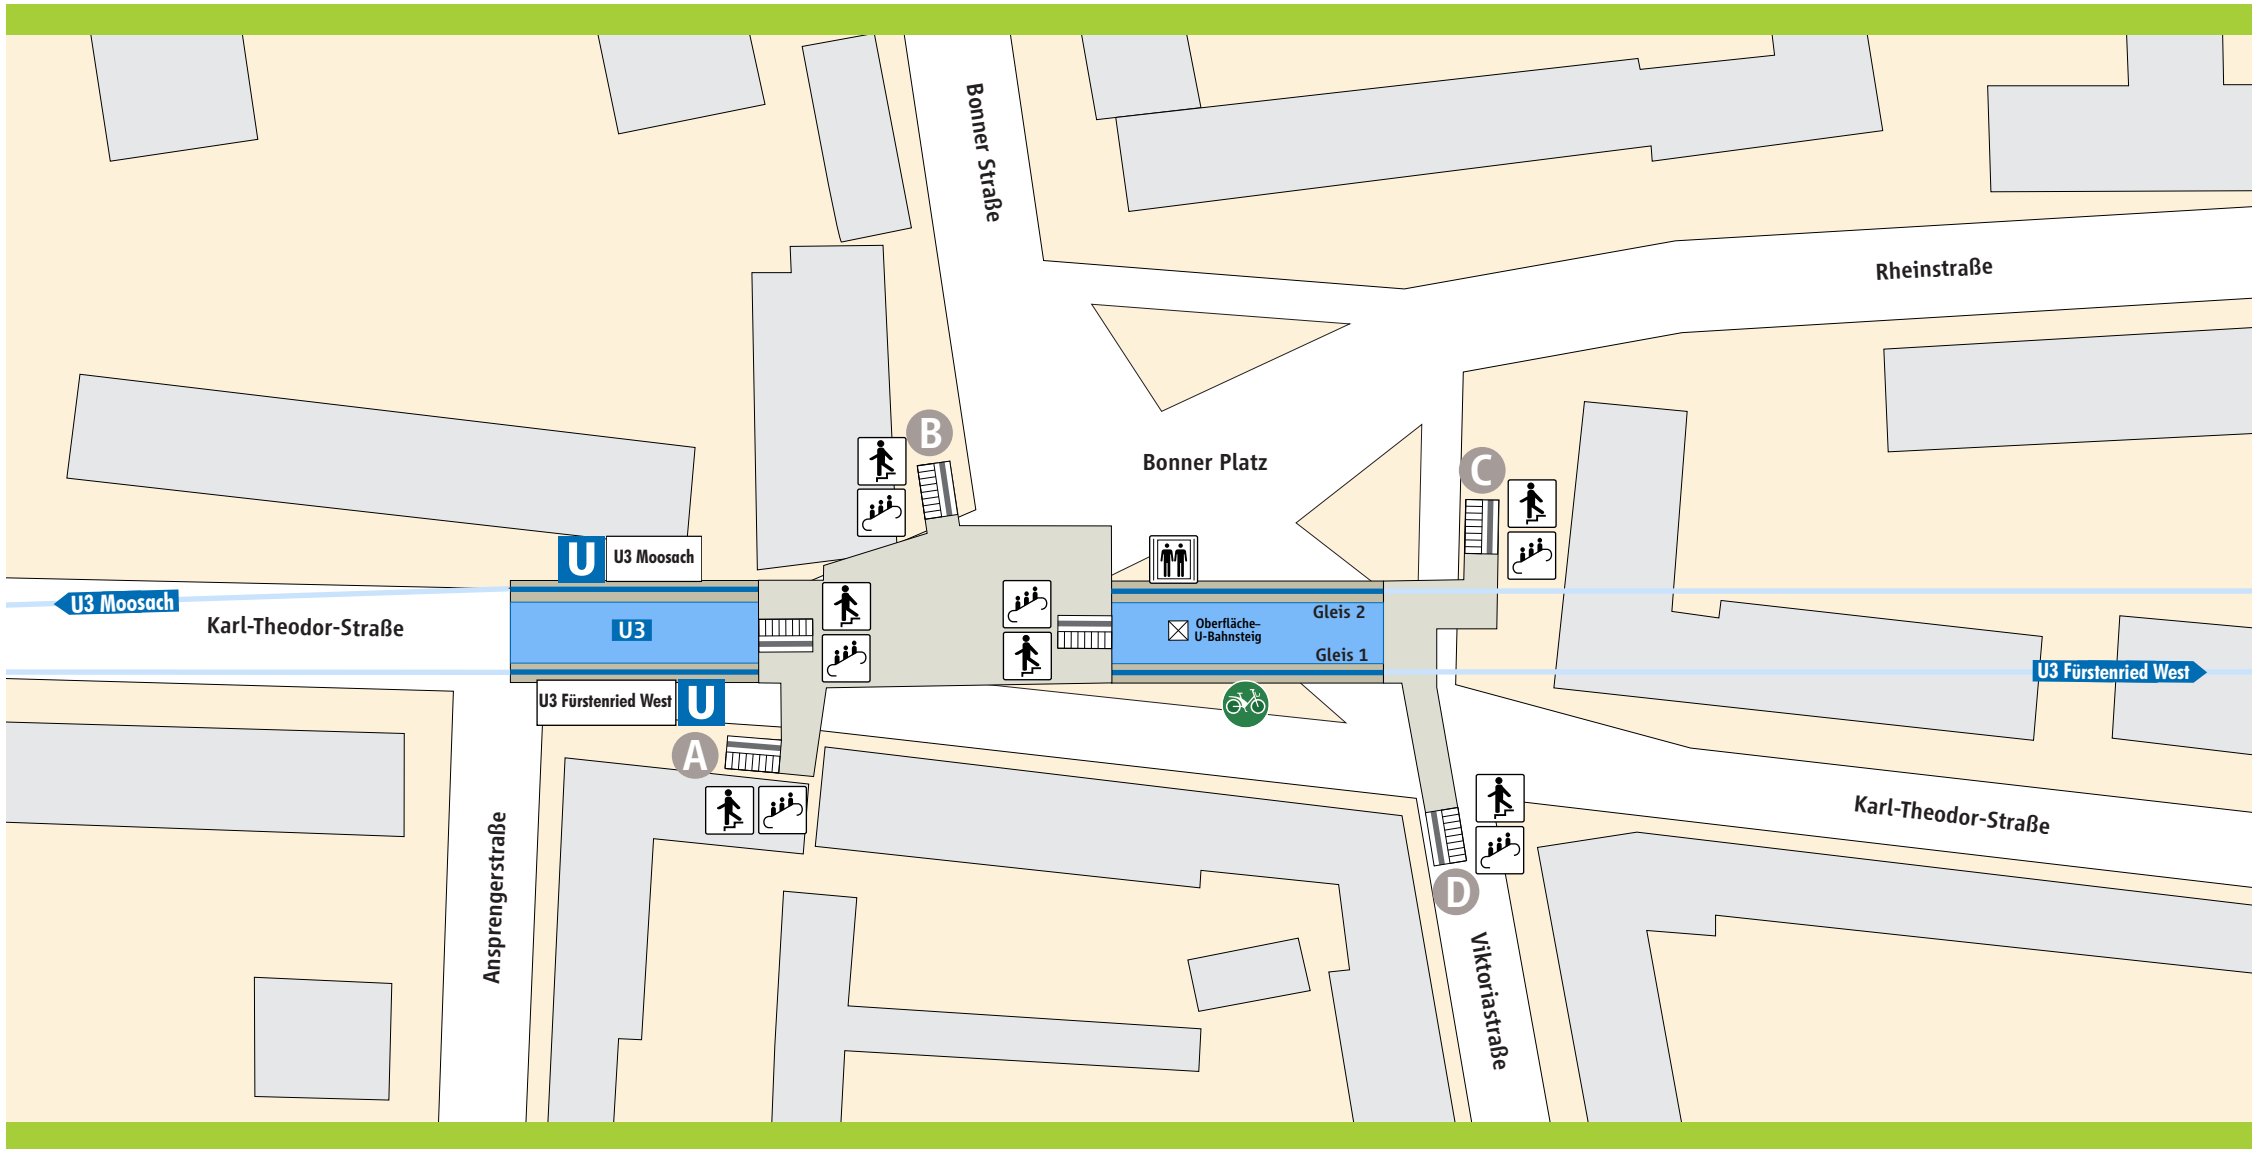 Bonner Straße
Rheinstraße
B
Bonner Platz
C
U
U3 Moosach
U3 Moosach
Karl-Theodor-Straße
U3
Gleis 2
Oberfläche–
U-Bahnsteig
Gleis 1
U3 Fürstenried West
U3 Fürstenried West
U
A
Karl-Theodor-Straße
Ansprengerstraße
D
Viktoriastraße